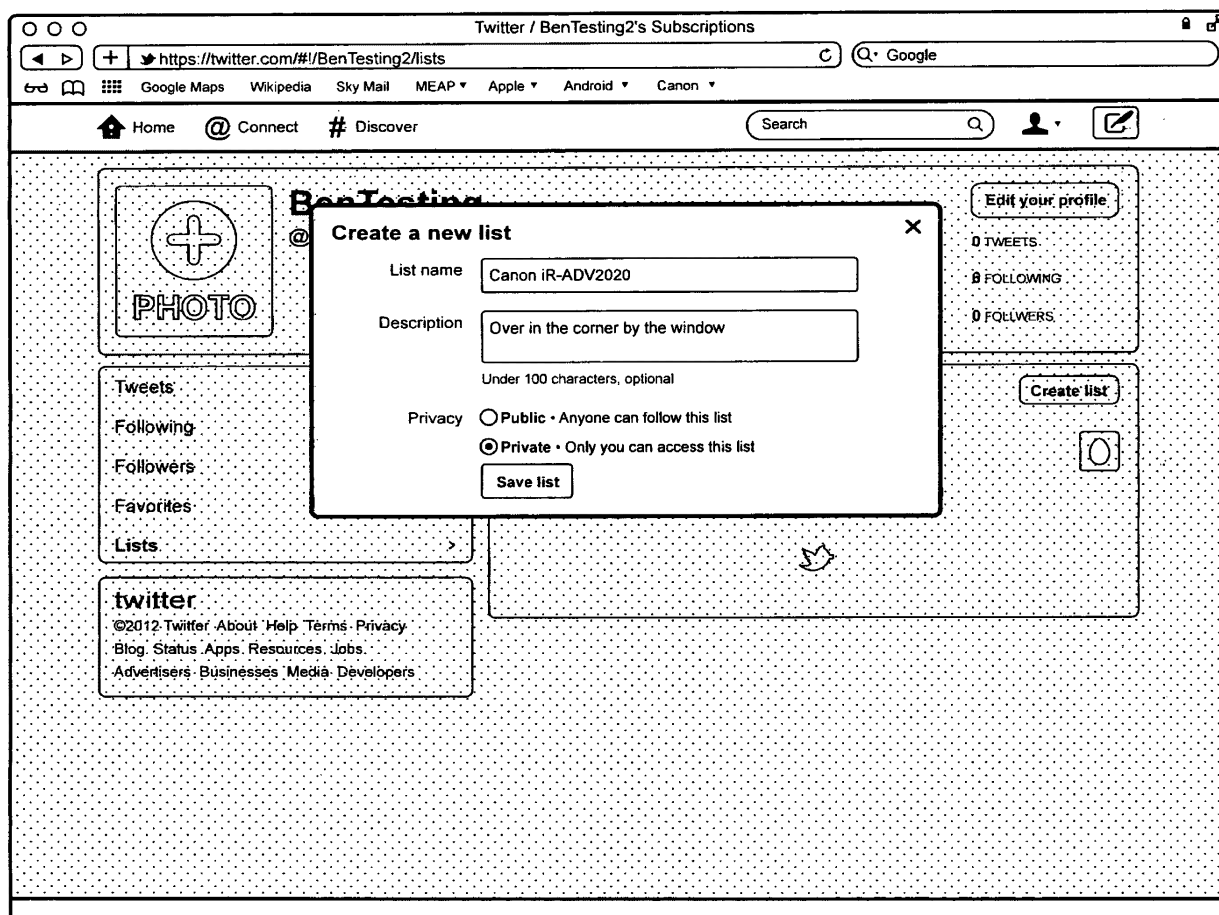 Twitter / BenTesting2's Subscriptions
+ https://twitter.com/#!/BenTesting2/lists Google
Google Maps Wikipedia Sky Mail MEAP Apple Android Canon
Home @ Connect # Discover Search
BenTesting Edit your profile
@
Create a new list ×
0 TWEETS
List name Canon iR-ADV2020
6 FOLLOWING
PHOTO
Description Over in the corner by the window
0 FOLLWERS
Under 100 characters, optional
Tweets Create list
Privacy Public • Anyone can follow this list
Following
Private • Only you can access this list
Followers
Save list
Favorites
Lists >
twitter
©2012 Twitter About Help Terms Privacy
Blog Status Apps Resources Jobs
Advertisers Businesses Media Developers